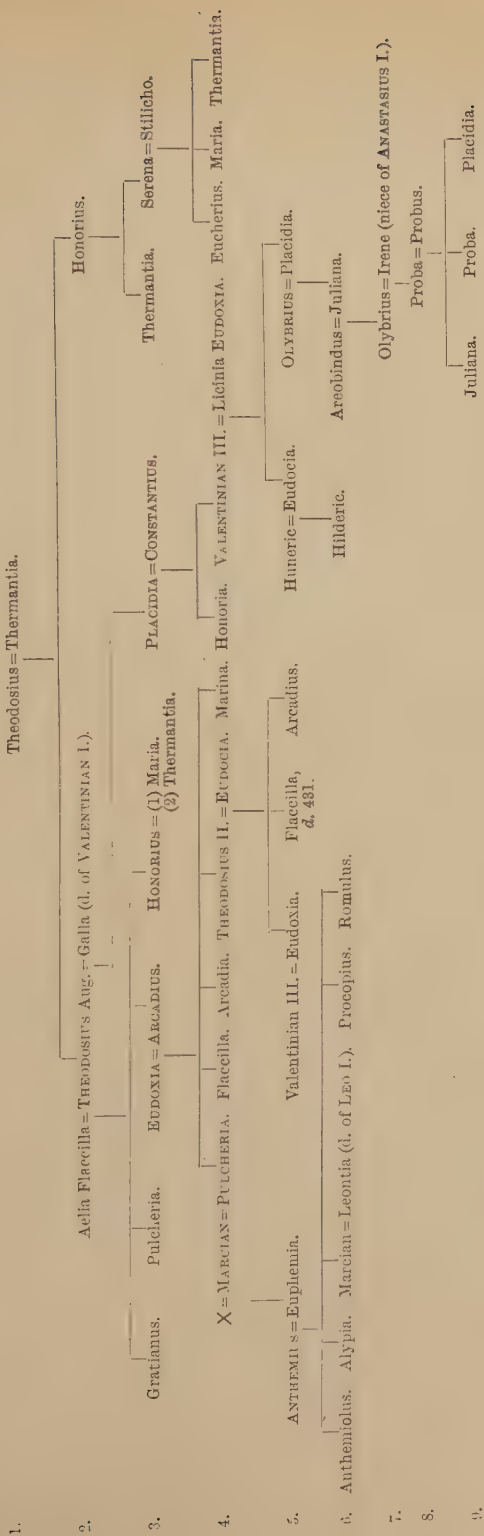 1. Theodosius = Thermantia.
2. Aelia Flaccilla = THEODOSIUS Aug. = Galla (d. of VALENTINIAN I.). Honorius.
3. Gratianus. Pulcheria. EUDOXIA = ARCADIUS. HONORIUS = (1) Maria. PLACIDIA = CONSTANTIUS. Thermantia. Serena = Stilicho.
(2) Thermantia.
4. X = MARCIAN = PULCHERIA. Flaccilla. Arcadia. THEODOSIUS II. = EUDOCIA. Marina. Honoria. VALENTINIAN III. = Licinia EUDOXIA. Eucherius. Maria. Thermantia.
5. ANTHEMIUS = Euphemia. Valentinian III. = Eudoxia. Flaccilla, Arcadius. Huneric = Eudocia. OLYBRIUS = Placidia.
d. 431.
6. Anthemiolus. Alypia. Marcian = Leontia (d. of LEO I.). Procopius. Romulus. Hilderic. Areobindus = Juliana.
7. Olybrius = Irene (niece of ANASTASIUS I.).
8. Proba = Probus.
9. Juliana. Proba. Placidia.